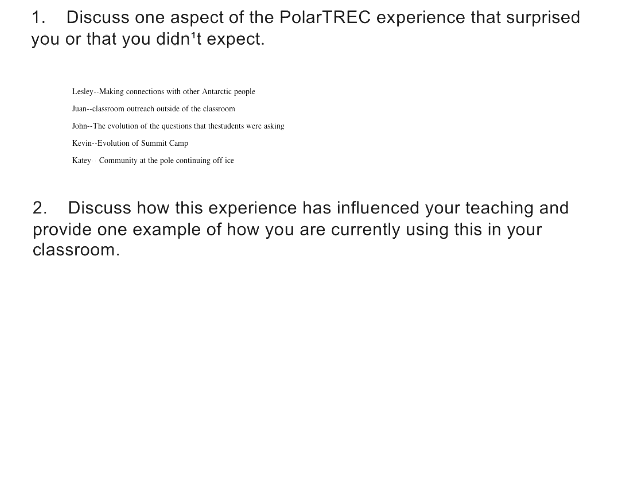 1. Discuss one aspect of the PolarTREC experience that surprised
you or that you didn¹t expect.
Lesley--Making connections with other Antarctic people
Juan--classroom outreach outside of the classroom
John--The evolution of the questions that thestudents were asking
Kevin--Evolution of Summit Camp
Katey Community at the pole continuing off ice
2. Discuss how this experience has influenced your teaching and
provide one example of how you are currently using this in your
classroom.